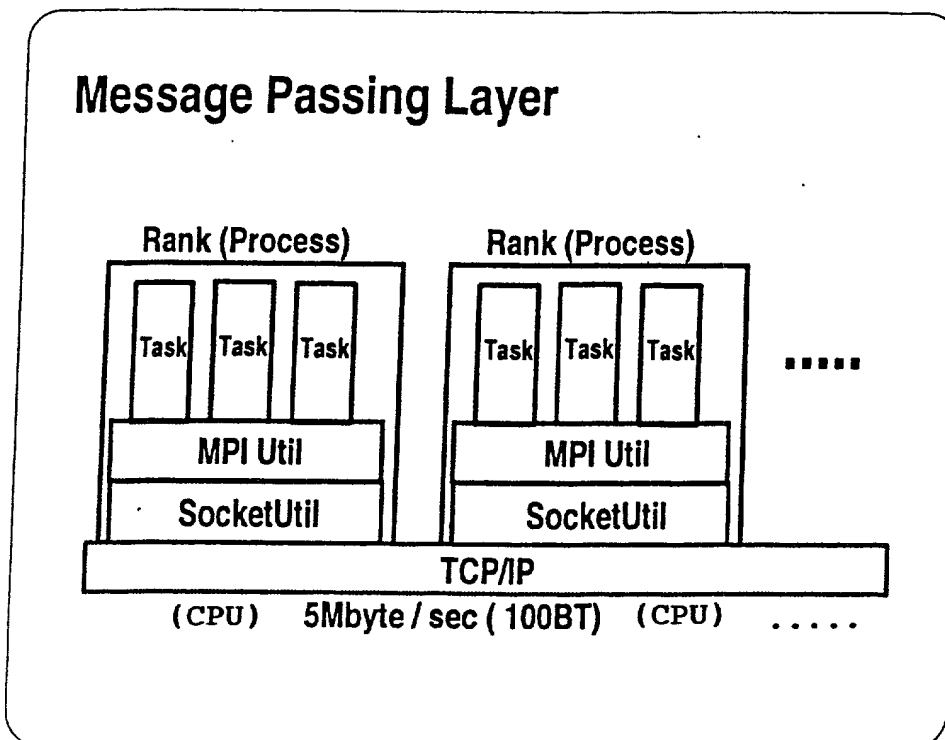 Message Passing Layer
Rank (Process) Rank (Process)
Task Task Task Task Task Task .....
MPI Util MPI Util
SocketUtil SocketUtil
TCP/IP
(CPU) 5Mbyte / sec ( 100BT) (CPU) .....